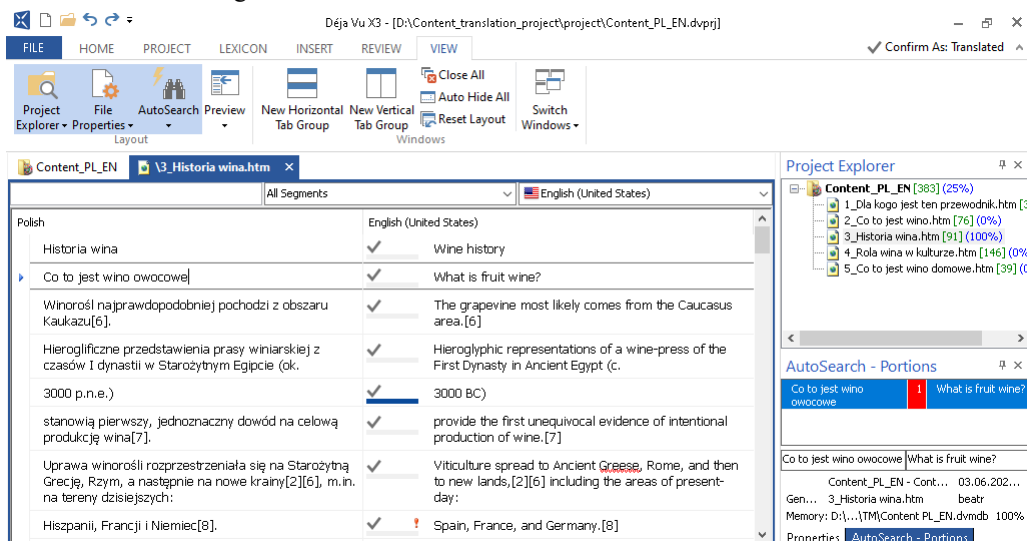 Déja Vu X3 - [D:\Content_translation_project\project\Content_PL_EN.dvprj]
FILE HOME PROJECT LEXICON INSERT REVIEW VIEW Confirm As: Translated
Project Explorer File Properties AutoSearch Preview New Horizontal Tab Group New Vertical Tab Group Close All
Auto Hide All
Reset Layout
Switch Windows
Layout Windows
Content_PL_EN \3_Historia wina.htm
All Segments English (United States)
Polish English (United States)
Historia wina Wine history
Co to jest wino owocowe What is fruit wine?
Winorośl najprawdopodobniej pochodzi z obszaru The grapevine most likely comes from the Caucasus
Kaukazu[6]. area.[6]
Hieroglificzne przedstawienia prasy winiarskiej z Hieroglyphic representations of a wine-press of the
czasów I dynastii w Starożytnym Egipcie (ok. First Dynasty in Ancient Egypt (c.
3000 p.n.e.) 3000 BC)
stanowią pierwszy, jednoznaczny dowód na celową provide the first unequivocal evidence of intentional
produkcję wina[7]. production of wine.[7]
Uprawa winorośli rozprzestrzeniała się na Starożytną Viticulture spread to Ancient Greese, Rome, and then
Grecję, Rzym, a następnie na nowe krainy[2][6], m.in. to new lands,[2][6] including the areas of present-
na tereny dzisiejszych: day:
Hiszpanii, Francji i Niemiec[8]. Spain, France, and Germany.[8]
Project Explorer
Content_PL_EN [383] (25%)
1_Dla kogo jest ten przewodnik.htm
2_Co to jest wino.htm [76] (0%)
3_Historia wina.htm [91] (100%)
4_Rola wina w kulturze.htm [146] (0%
5_Co to jest wino domowe.htm [39]
AutoSearch - Portions
Co to jest wino 1 What is fruit wine?
owocowe
Co to jest wino owocowe What is fruit wine?
Content_PL_EN - Cont... 03.06.202...
Gen... 3_Historia wina.htm beatr
Memory: D:\...\TM\Content PL_EN.dvmdb 100%
Properties AutoSearch - Portions